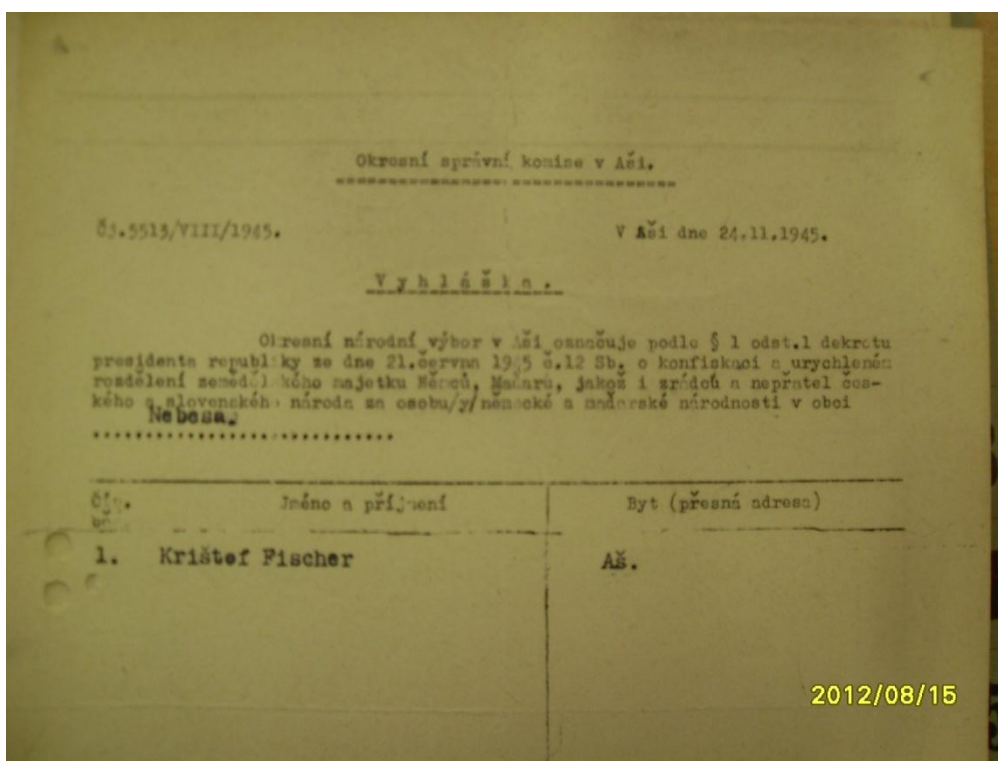 Okresní správní komise v Aši.
Čj.5513/VIII/1945.
V Aši dne 24.11.1945.
Vyhláška.
Okresní národní výbor v Aši označuje podle § 1 odst.1 dekretu
presidenta republiky ze dne 21.června 1945 č.12 Sb. o konfiskaci a urychleném
rozdělení zemědělského majetku Němců, Maďarů, jakož i zrádců a nepřátel čes-
kého a slovenského národa za osobu/y/německé a maďarské národnosti v obci
Nebesa.
Jméno a příjmení
Byt (přesná adresa)
1. Krištef Fischer
Aš.
2012/08/15